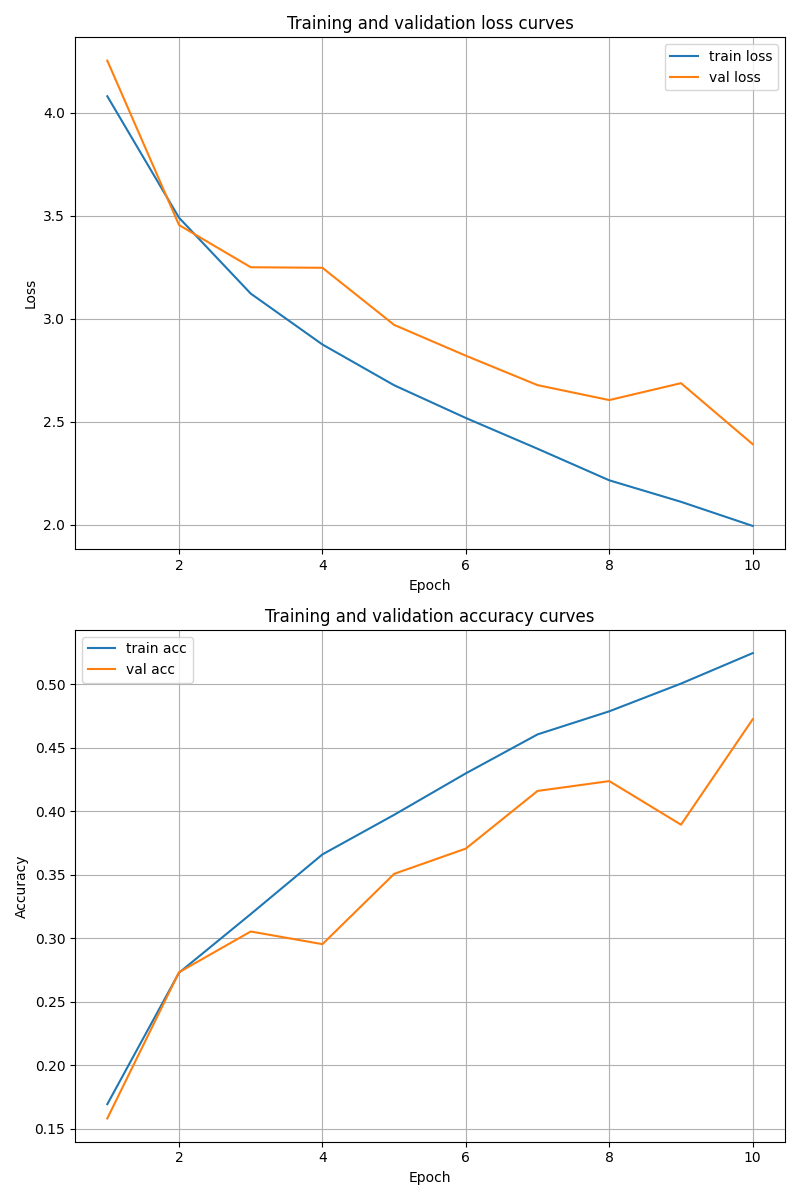 Training and validation loss curves
train loss
val loss
4.0
3.5
3.0
2.5
2.0
Loss
2 4 6 8 10
Epoch
Training and validation accuracy curves
train acc
val acc
0.50
0.45
0.40
0.35
0.30
0.25
0.20
0.15
Accuracy
2 4 6 8 10
Epoch